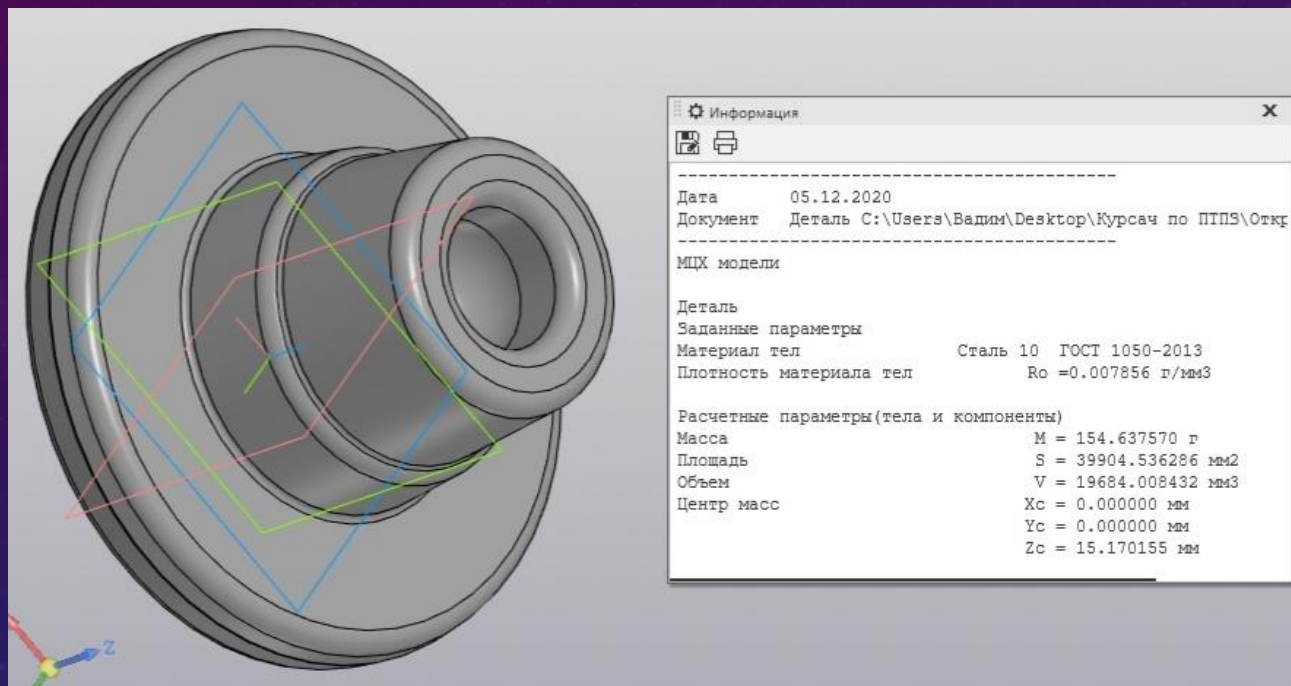 Информация
X
-------------------------------------------
Дата 05.12.2020
Документ Деталь C:\Users\Вадим\Desktop\Курсач по ПТПЗ\Откр
-------------------------------------------
МЦХ модели
Деталь
Заданные параметры
Материал тел Сталь 10 ГОСТ 1050-2013
Плотность материала тел Ro =0.007856 г/мм3
Расчетные параметры(тела и компоненты)
Масса M = 154.637570 г
Площадь S = 39904.536286 мм2
Объем V = 19684.008432 мм3
Центр масс Xc = 0.000000 мм
Yc = 0.000000 мм
Zc = 15.170155 мм
Z